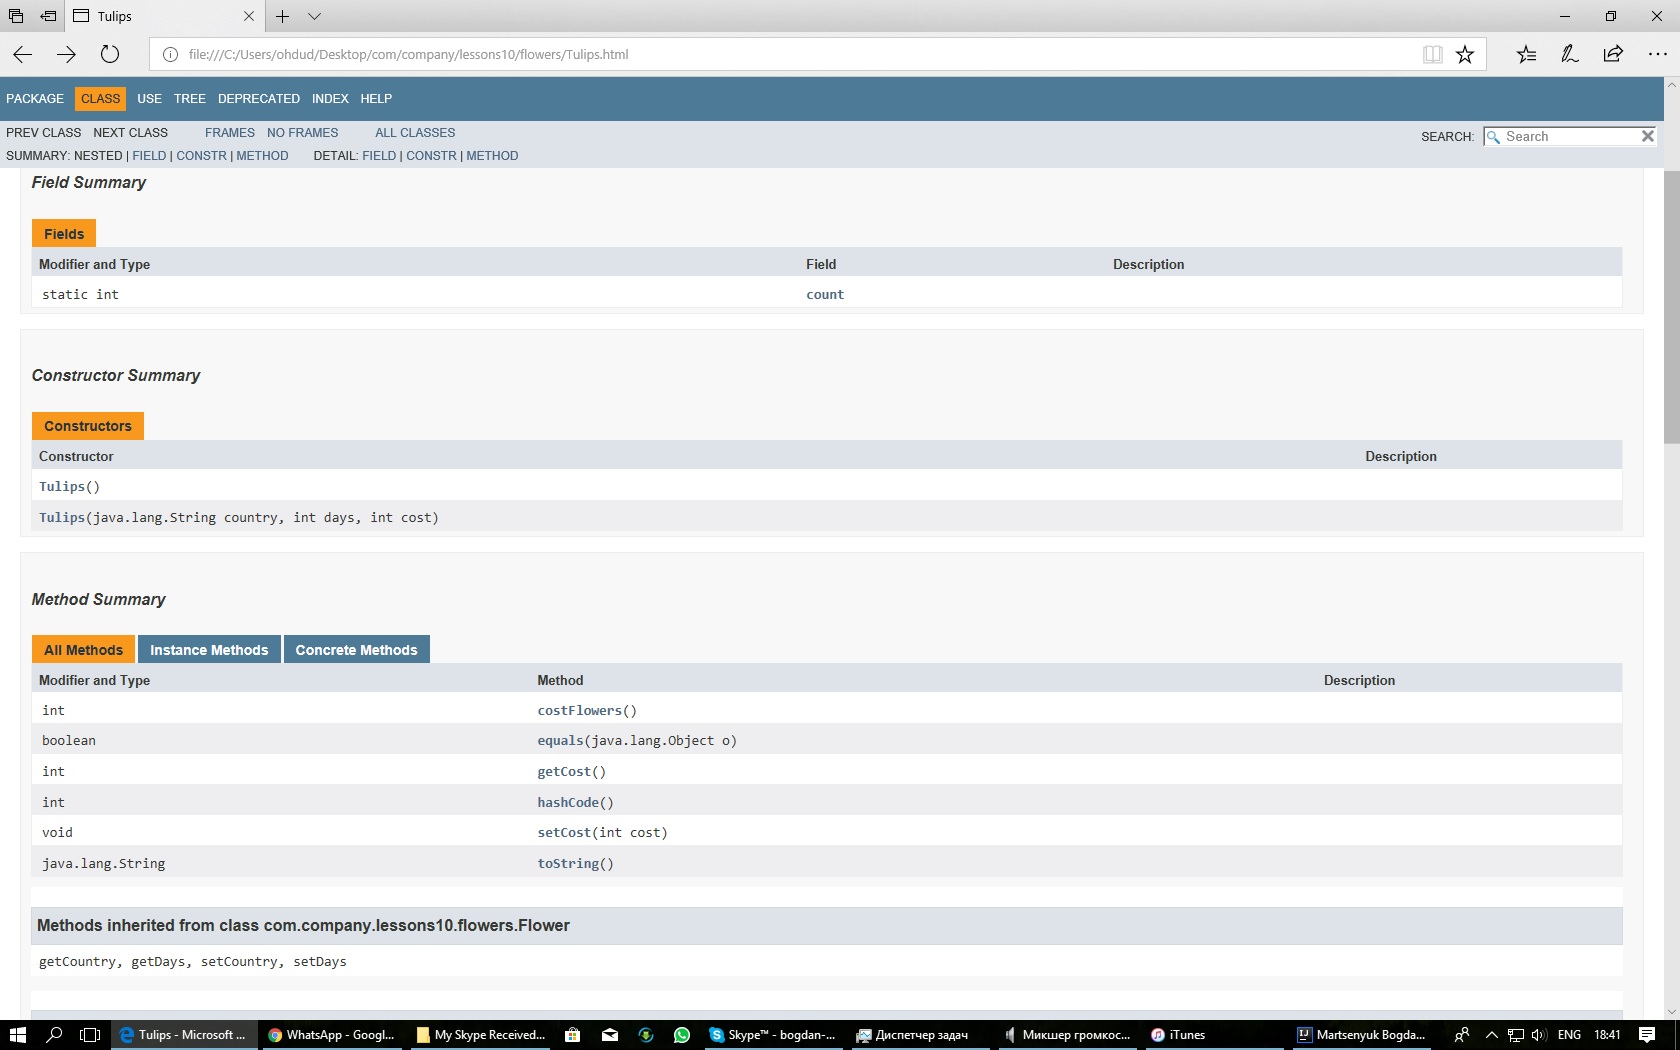 Tulips
file:///C:/Users/ohdud/Desktop/com/company/lessons10/flowers/Tulips.html
PACKAGE CLASS USE TREE DEPRECATED INDEX HELP
PREV CLASS NEXT CLASS FRAMES NO FRAMES ALL CLASSES
SEARCH: Search
SUMMARY: NESTED | FIELD | CONSTR | METHOD DETAIL: FIELD | CONSTR | METHOD
Field Summary
Fields
Modifier and Type Field Description
static int count
Constructor Summary
Constructors
Constructor Description
Tulips()
Tulips(java.lang.String country, int days, int cost)
Method Summary
All Methods Instance Methods Concrete Methods
Modifier and Type Method Description
int costFlowers()
boolean equals(java.lang.Object o)
int getCost()
int hashCode()
void setCost(int cost)
java.lang.String toString()
Methods inherited from class com.company.lessons10.flowers.Flower
getCountry, getDays, setCountry, setDays
Tulips - Microsoft ... WhatsApp - Googl... My Skype Received... Skype™ - bogdan-... Диспетчер задач Микшер громкос... iTunes Martsenyuk Bogda... ENG 18:41